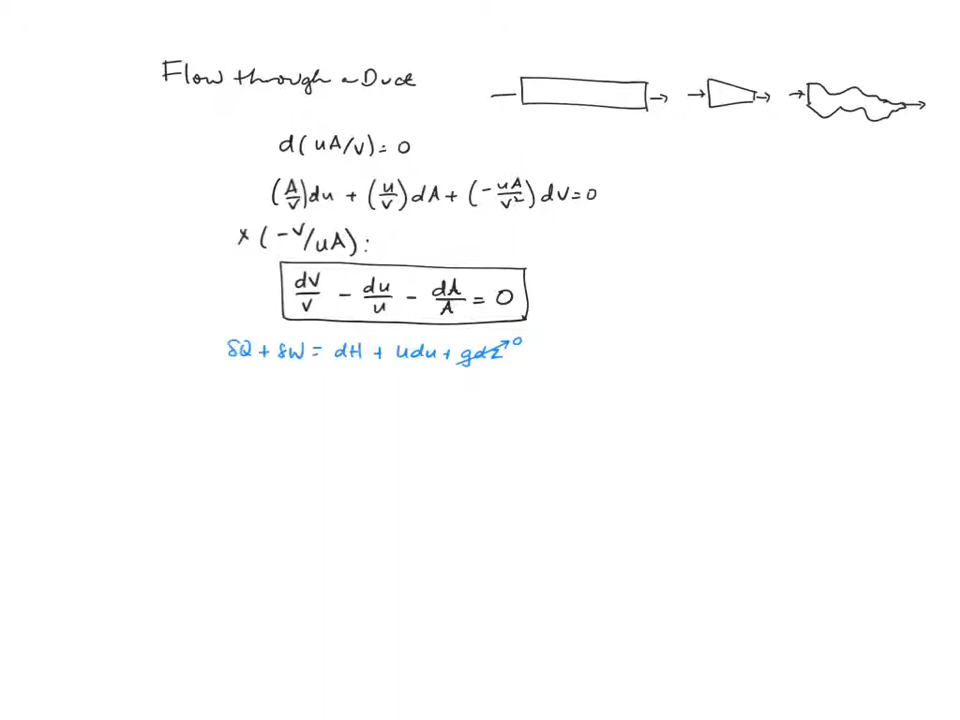 Flow through a Duct
d(uA/V) = 0
(A/V)du + (u/V)dA + (-uA/V²)dV = 0
× (-V/uA):
dV/V - du/u - dA/A = 0
δQ + δW = dH + udu + gdz → 0